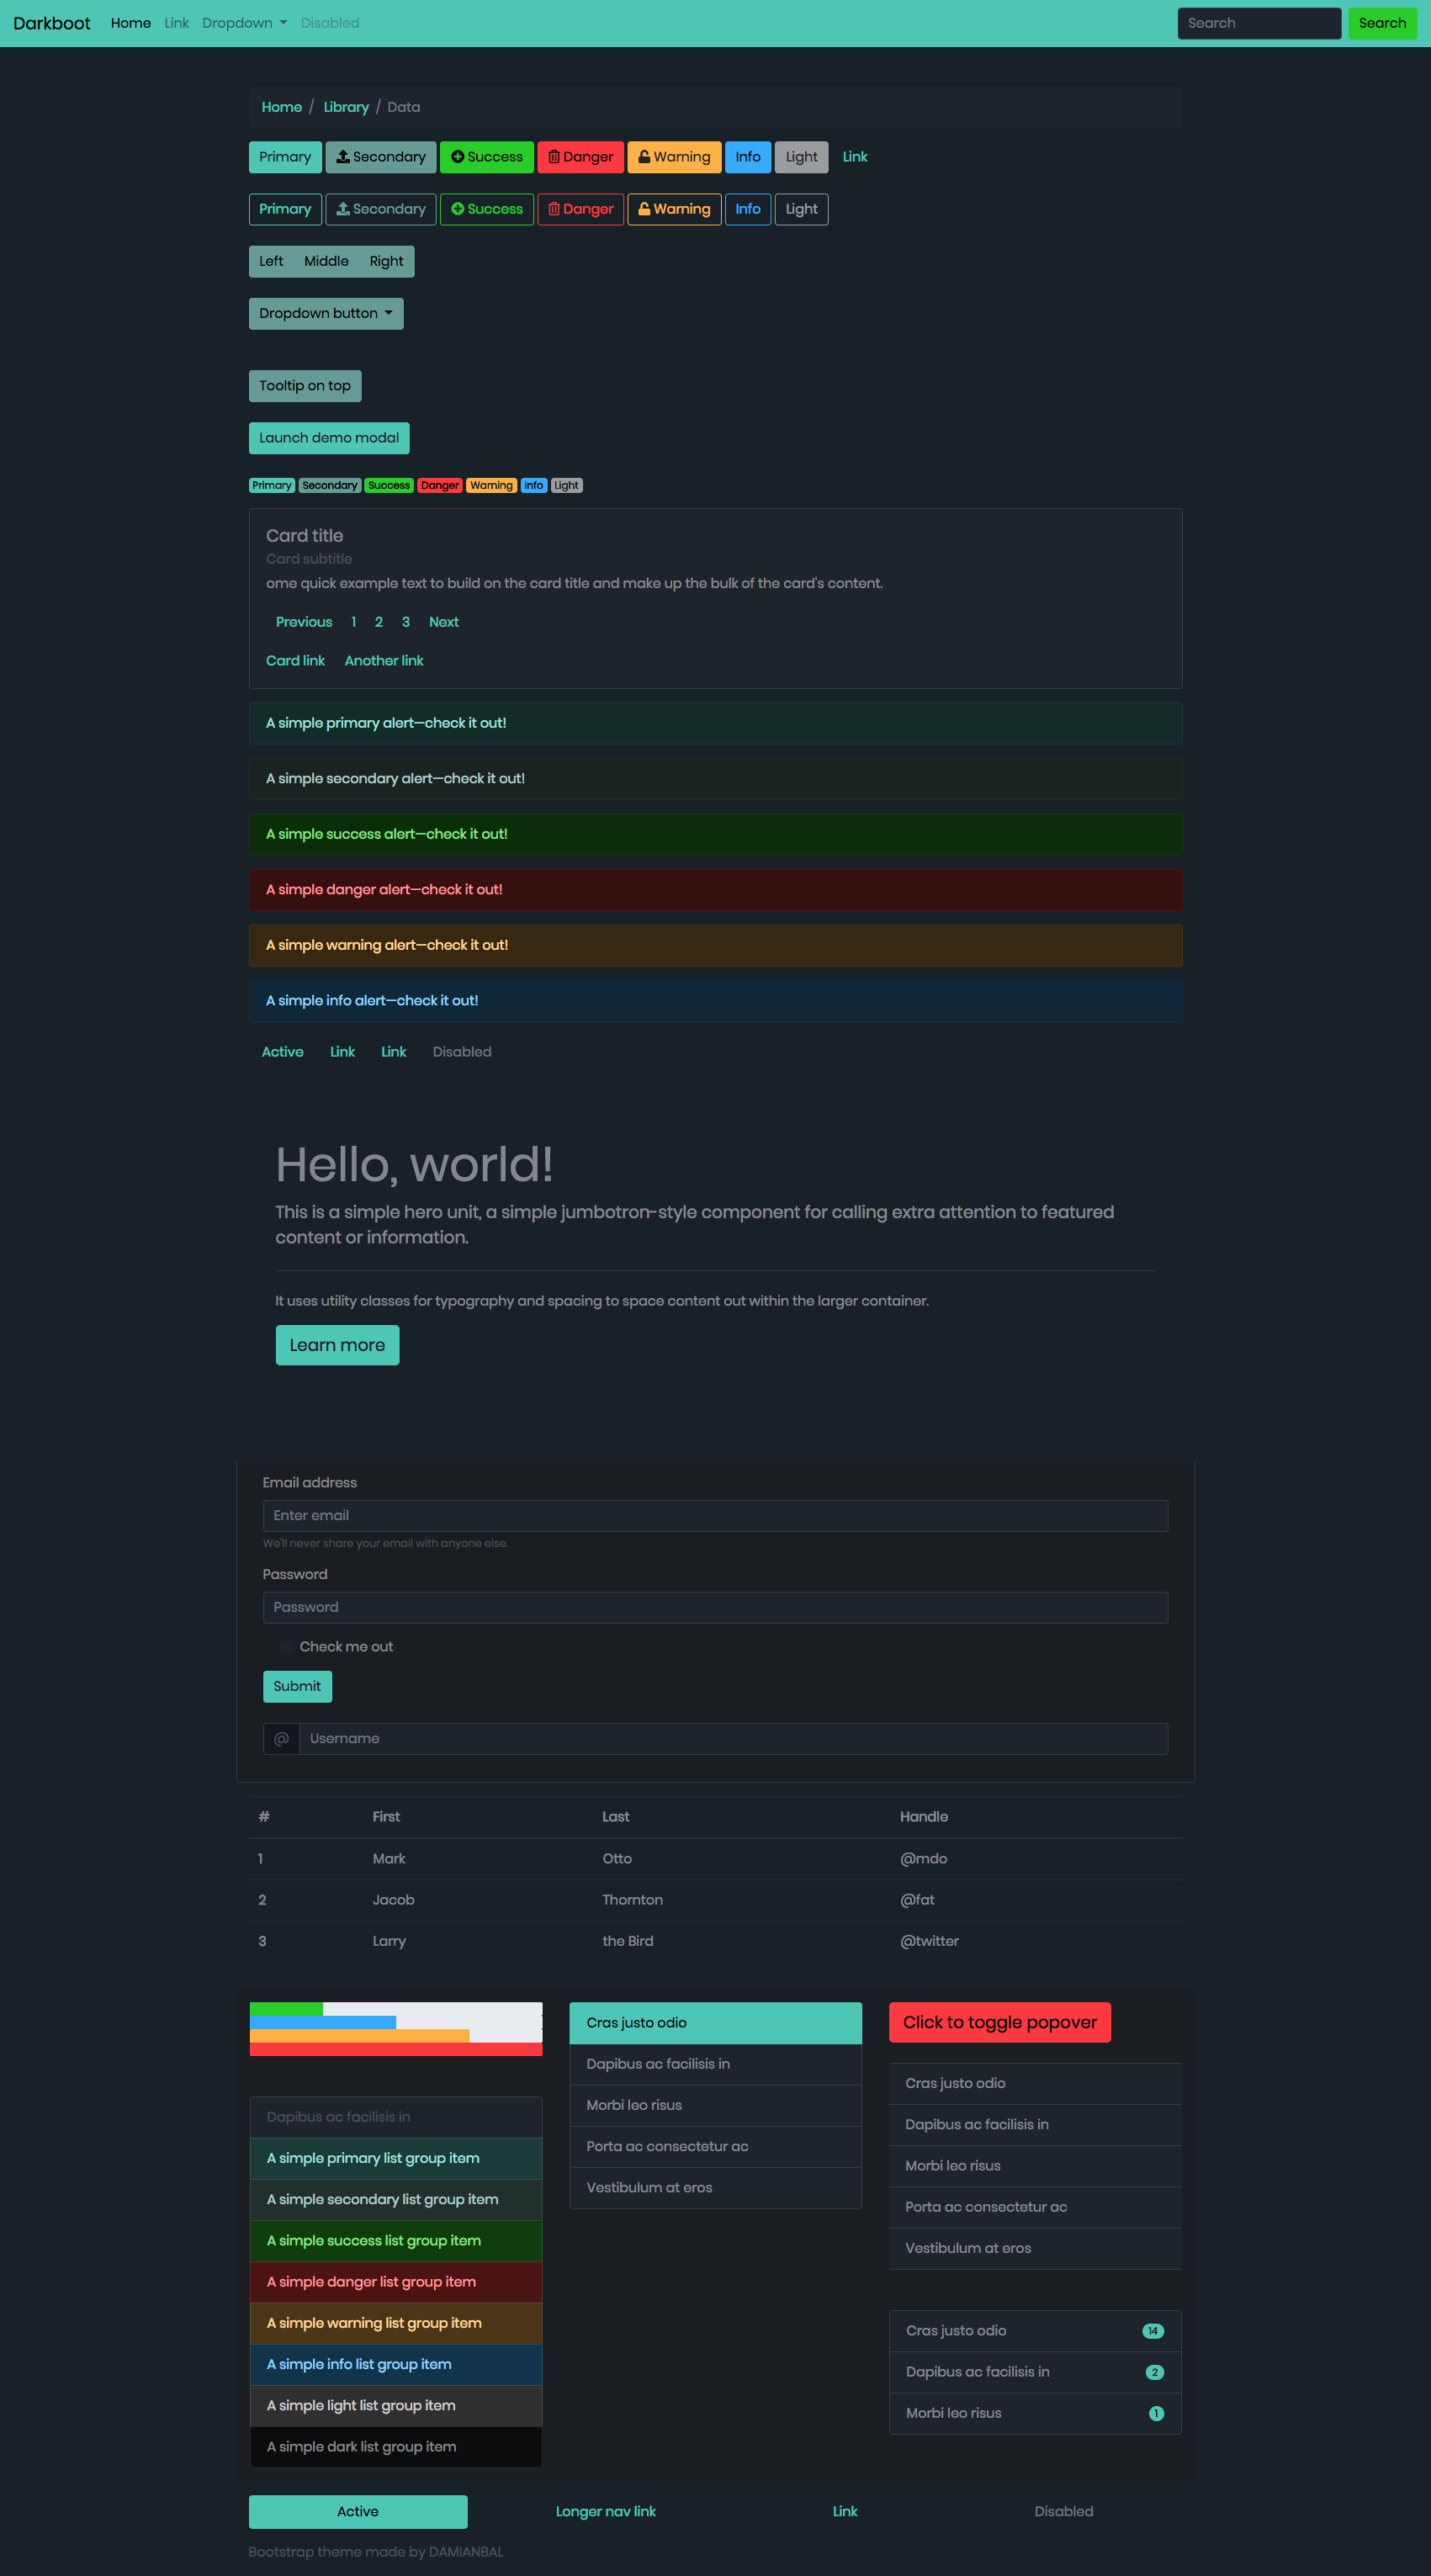 Darkboot Home Link Dropdown Disabled Search Search
Home / Library / Data
Primary Secondary Success Danger Warning Info Light Link
Primary Secondary Success Danger Warning Info Light
Left Middle Right
Dropdown button
Tooltip on top
Launch demo modal
Primary Secondary Success Danger Warning Info Light
Card title
Card subtitle
ome quick example text to build on the card title and make up the bulk of the card's content.
Previous 1 2 3 Next
Card link Another link
A simple primary alert—check it out!
A simple secondary alert—check it out!
A simple success alert—check it out!
A simple danger alert—check it out!
A simple warning alert—check it out!
A simple info alert—check it out!
Active Link Link Disabled
Hello, world!
This is a simple hero unit, a simple jumbotron-style component for calling extra attention to featured
content or information.
It uses utility classes for typography and spacing to space content out within the larger container.
Learn more
Email address
Enter email
We'll never share your email with anyone else.
Password
Password
Check me out
Submit
@ Username
# First Last Handle
1 Mark Otto @mdo
2 Jacob Thornton @fat
3 Larry the Bird @twitter
Dapibus ac facilisis in
A simple primary list group item
A simple secondary list group item
A simple success list group item
A simple danger list group item
A simple warning list group item
A simple info list group item
A simple light list group item
A simple dark list group item
Cras justo odio
Dapibus ac facilisis in
Morbi leo risus
Porta ac consectetur ac
Vestibulum at eros
Click to toggle popover
Cras justo odio
Dapibus ac facilisis in
Morbi leo risus
Porta ac consectetur ac
Vestibulum at eros
Cras justo odio 14
Dapibus ac facilisis in 2
Morbi leo risus 1
Active Longer nav link Link Disabled
Bootstrap theme made by DAMIANBAL